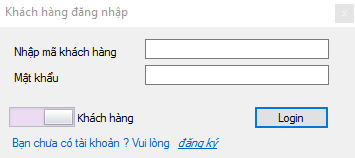 Khách hàng đăng nhập
Nhập mã khách hàng
Mật khẩu
Khách hàng Login
Bạn chưa có tài khoản ? Vui lòng đăng ký